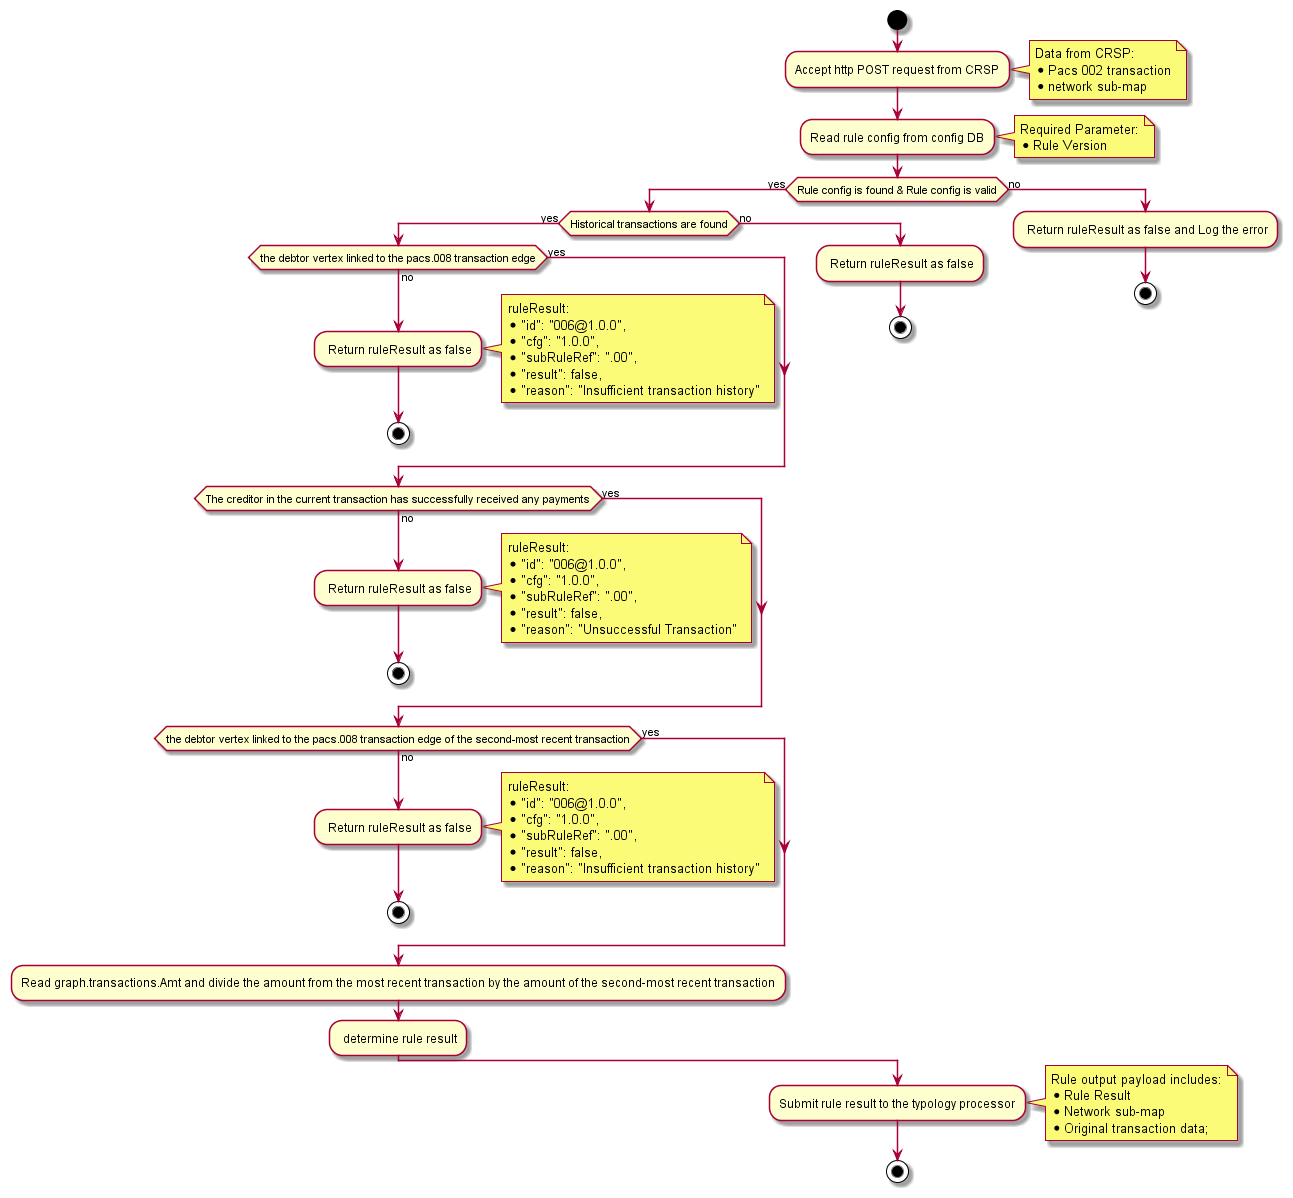 Accept http POST request from CRSP
Data from CRSP:
• Pacs 002 transaction
• network sub-map
Read rule config from config DB
Required Parameter:
• Rule Version
yes
Rule config is found & Rule config is valid
no
yes
Historical transactions are found
no
Return ruleResult as false and Log the error
the debtor vertex linked to the pacs.008 transaction edge
yes
no
Return ruleResult as false
Return ruleResult as false
ruleResult:
• "id": "006@1.0.0",
• "cfg": "1.0.0",
• "subRuleRef": ".00",
• "result": false,
• "reason": "Insufficient transaction history"
The creditor in the current transaction has successfully received any payments
yes
no
Return ruleResult as false
ruleResult:
• "id": "006@1.0.0",
• "cfg": "1.0.0",
• "subRuleRef": ".00",
• "result": false,
• "reason": "Unsuccessful Transaction"
the debtor vertex linked to the pacs.008 transaction edge of the second-most recent transaction
yes
no
Return ruleResult as false
ruleResult:
• "id": "006@1.0.0",
• "cfg": "1.0.0",
• "subRuleRef": ".00",
• "result": false,
• "reason": "Insufficient transaction history"
Read graph.transactions.Amt and divide the amount from the most recent transaction by the amount of the second-most recent transaction
determine rule result
Submit rule result to the typology processor
Rule output payload includes:
• Rule Result
• Network sub-map
• Original transaction data;